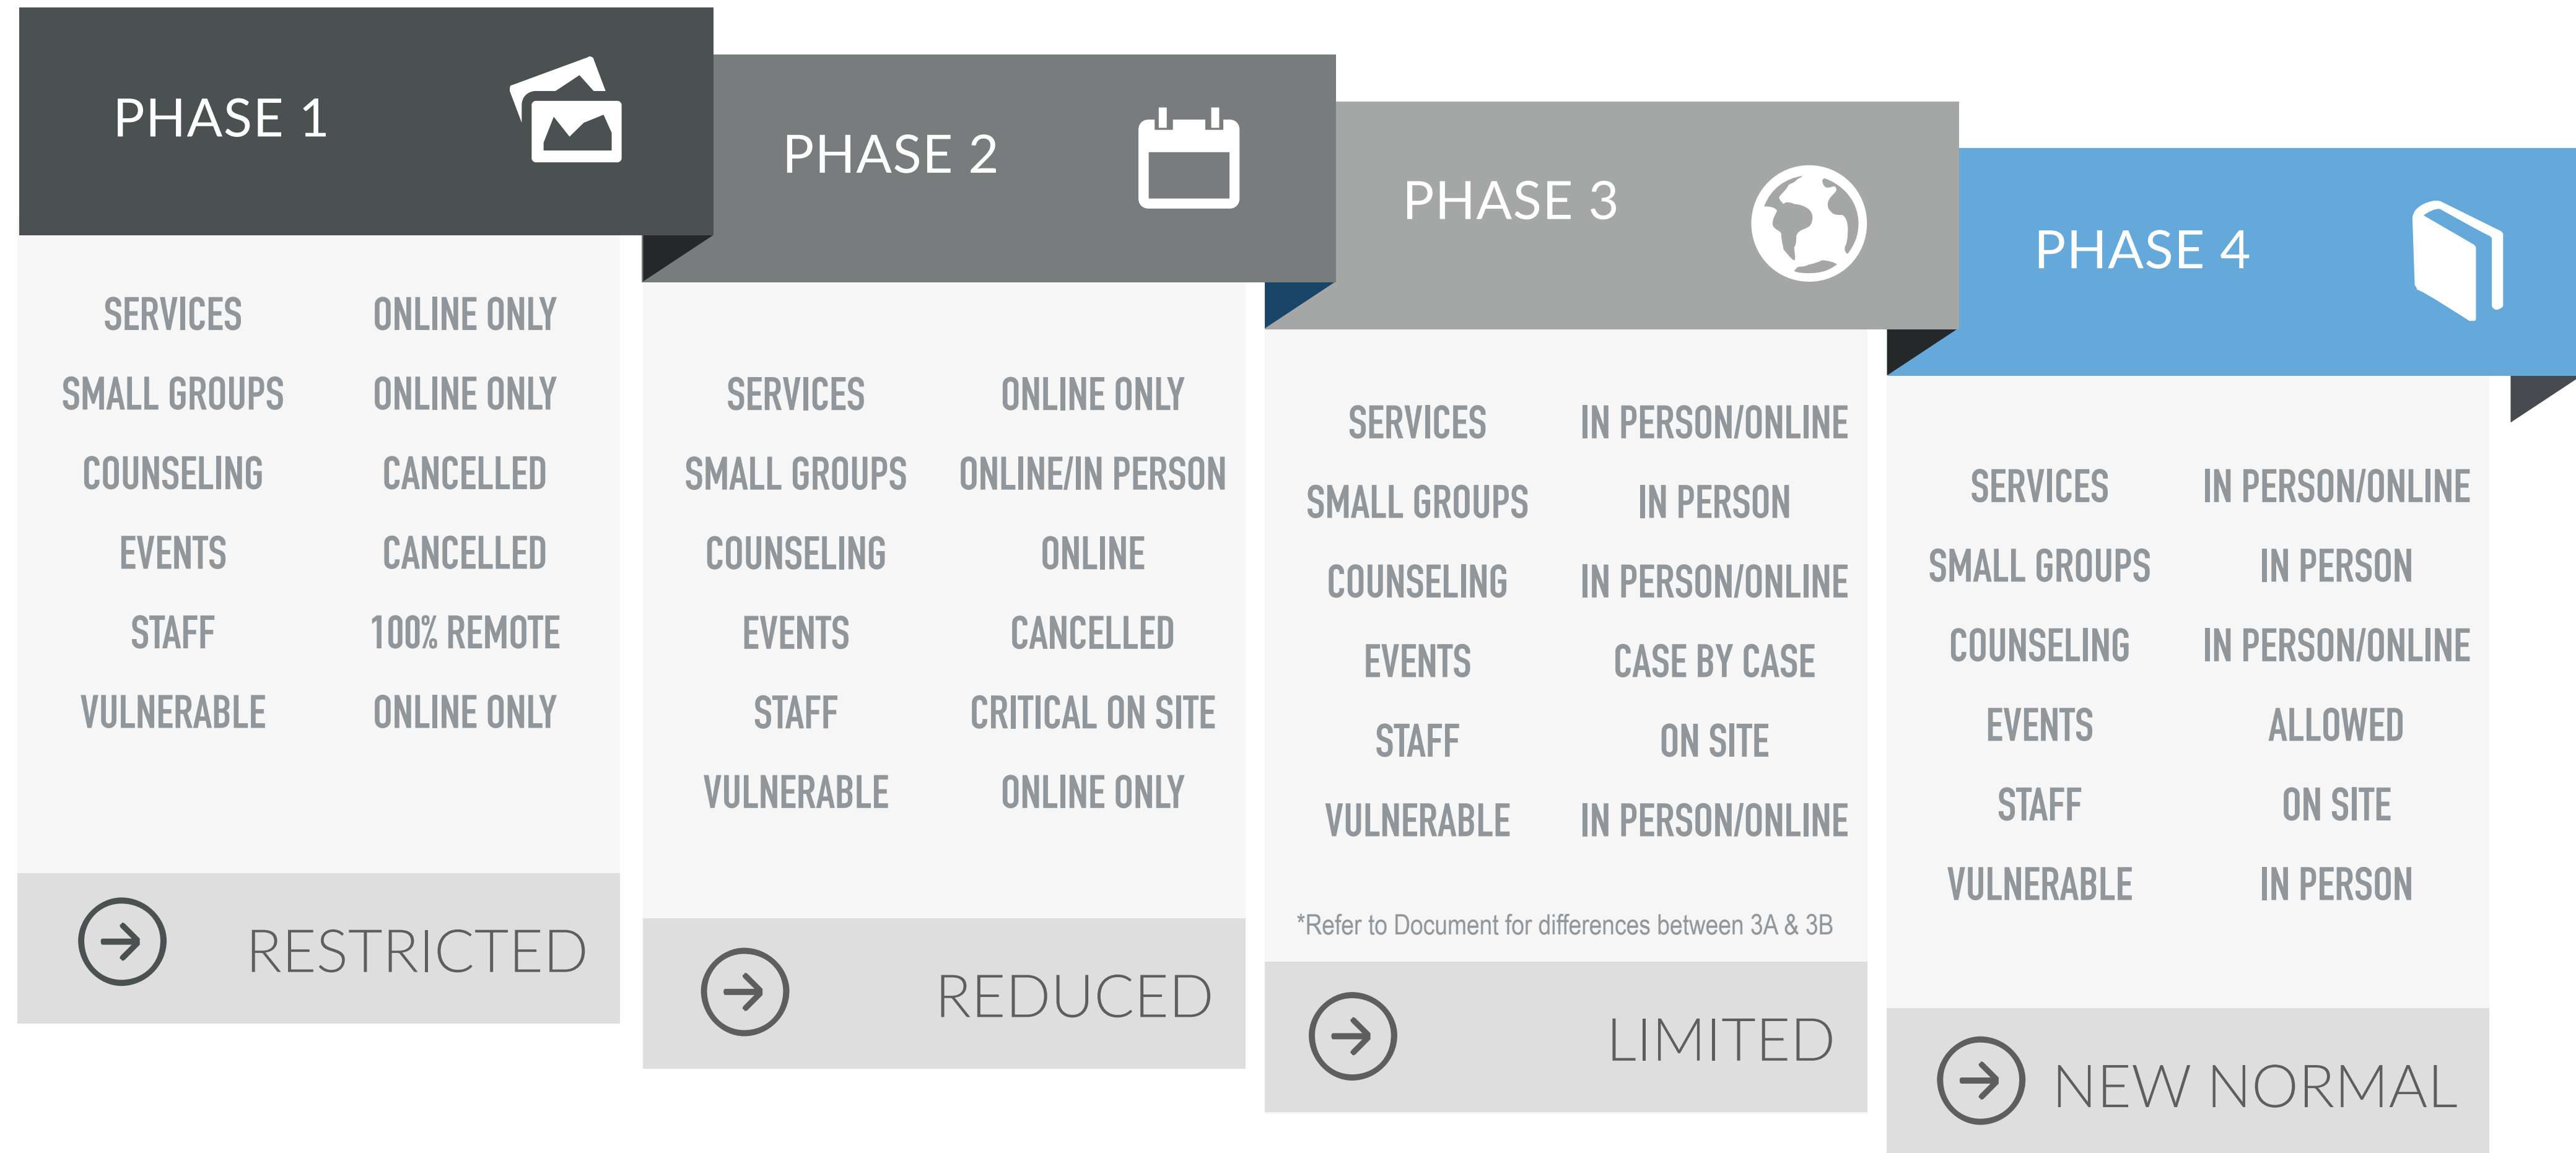 PHASE 1
SERVICES ONLINE ONLY
SMALL GROUPS ONLINE ONLY
COUNSELING CANCELLED
EVENTS CANCELLED
STAFF 100% REMOTE
VULNERABLE ONLINE ONLY
RESTRICTED
PHASE 2
SERVICES ONLINE ONLY
SMALL GROUPS ONLINE/IN PERSON
COUNSELING ONLINE
EVENTS CANCELLED
STAFF CRITICAL ON SITE
VULNERABLE ONLINE ONLY
REDUCED
PHASE 3
SERVICES IN PERSON/ONLINE
SMALL GROUPS IN PERSON
COUNSELING IN PERSON/ONLINE
EVENTS CASE BY CASE
STAFF ON SITE
VULNERABLE IN PERSON/ONLINE
*Refer to Document for differences between 3A & 3B
LIMITED
PHASE 4
SERVICES IN PERSON/ONLINE
SMALL GROUPS IN PERSON
COUNSELING IN PERSON/ONLINE
EVENTS ALLOWED
STAFF ON SITE
VULNERABLE IN PERSON
NEW NORMAL